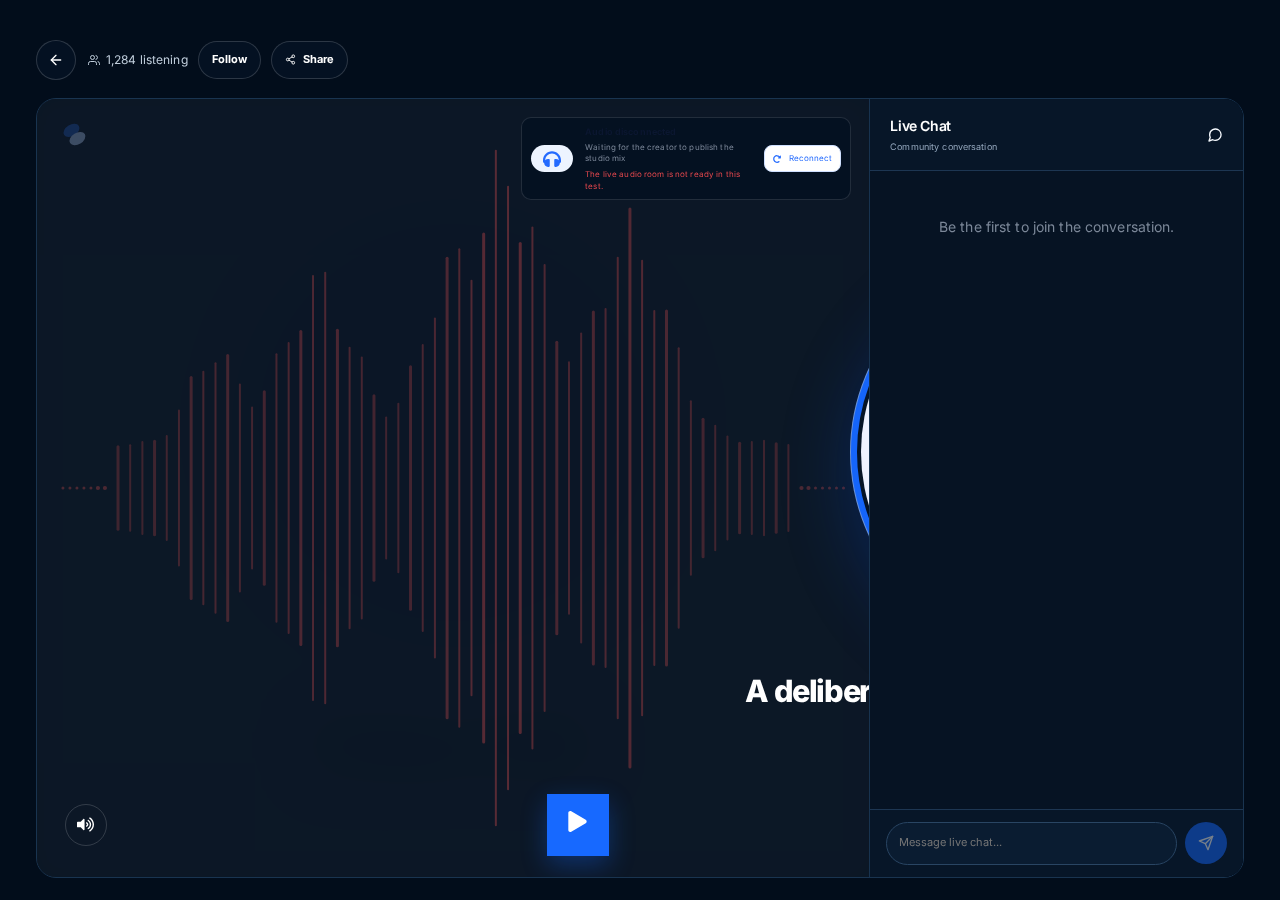 1,284 listening
Follow
Share
Waiting for the creator to publish the
studio mix
The live audio room is not ready in this
test.
Reconnect
Live Chat
Community conversation
Be the first to join the conversation.
A deliber
Message live chat...